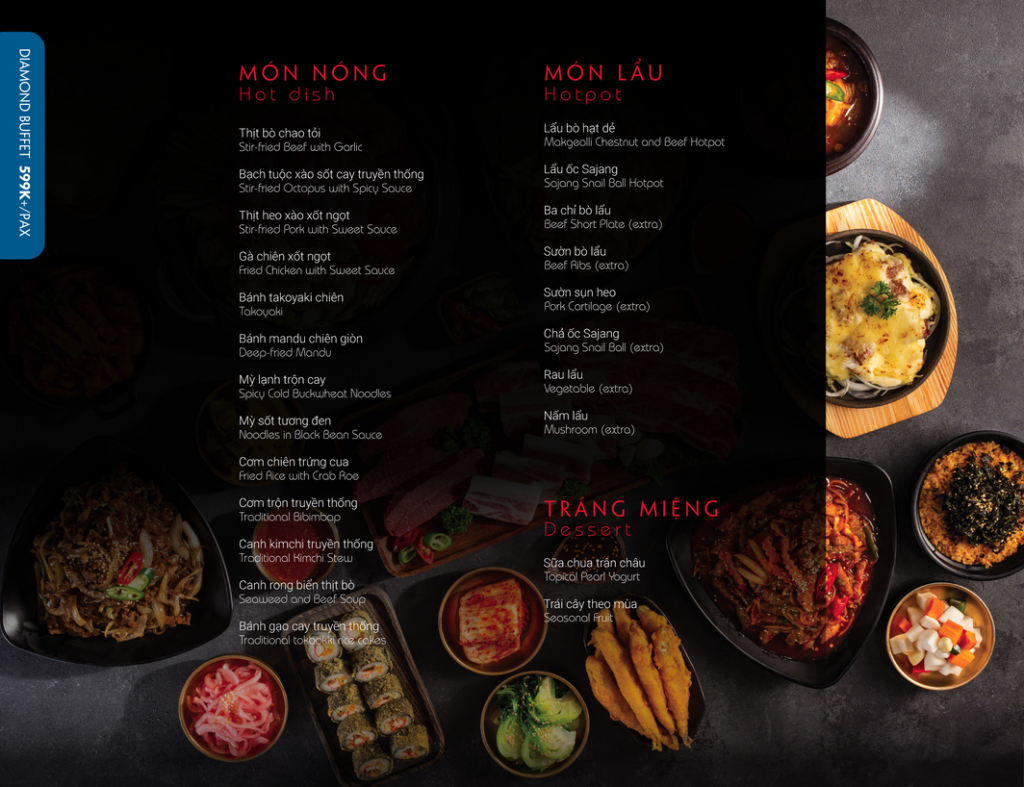 DIAMOND BUFFET 599K+/PAX
MÓN NÓNG
Hot dish
Thịt bò chao tỏi
Stir-fried Beef with Garlic
Bạch tuộc xào sốt cay truyền thống
Stir-fried Octopus with Spicy Sauce
Thịt heo xào xốt ngọt
Stir-fried Pork with Sweet Sauce
Gà chiên xốt ngọt
Fried Chicken with Sweet Sauce
Bánh takoyaki chiên
Takoyaki
Bánh mandu chiên giòn
Deep-fried Mandu
Mỳ lạnh trộn cay
Spicy Cold Buckwheat Noodles
Mỳ sốt tương đen
Noodles in Black Bean Sauce
Cơm chiên trứng cua
Fried Rice with Crab Roe
Cơm trộn truyền thống
Traditional Bibimbap
Canh kimchi truyền thống
Traditional Kimchi Stew
Canh rong biển thịt bò
Seaweed and Beef Soup
Bánh gạo cay truyền thống
Traditional tokbokki rice cakes
MÓN LẨU
Hotpot
Lẩu bò hạt dẻ
Makgeolli Chestnut and Beef Hotpot
Lẩu ốc Sajang
Sajang Snail Ball Hotpot
Ba chỉ bò lẩu
Beef Short Plate (extra)
Sườn bò lẩu
Beef Ribs (extra)
Sườn sụn heo
Pork Cartilage (extra)
Chả ốc Sajang
Sajang Snail Ball (extra)
Rau lẩu
Vegetable (extra)
Nấm lẩu
Mushroom (extra)
TRÁNG MIỆNG
Dessert
Sữa chua trân châu
Topital Pearl Yogurt
Trái cây theo mùa
Seasonal Fruit